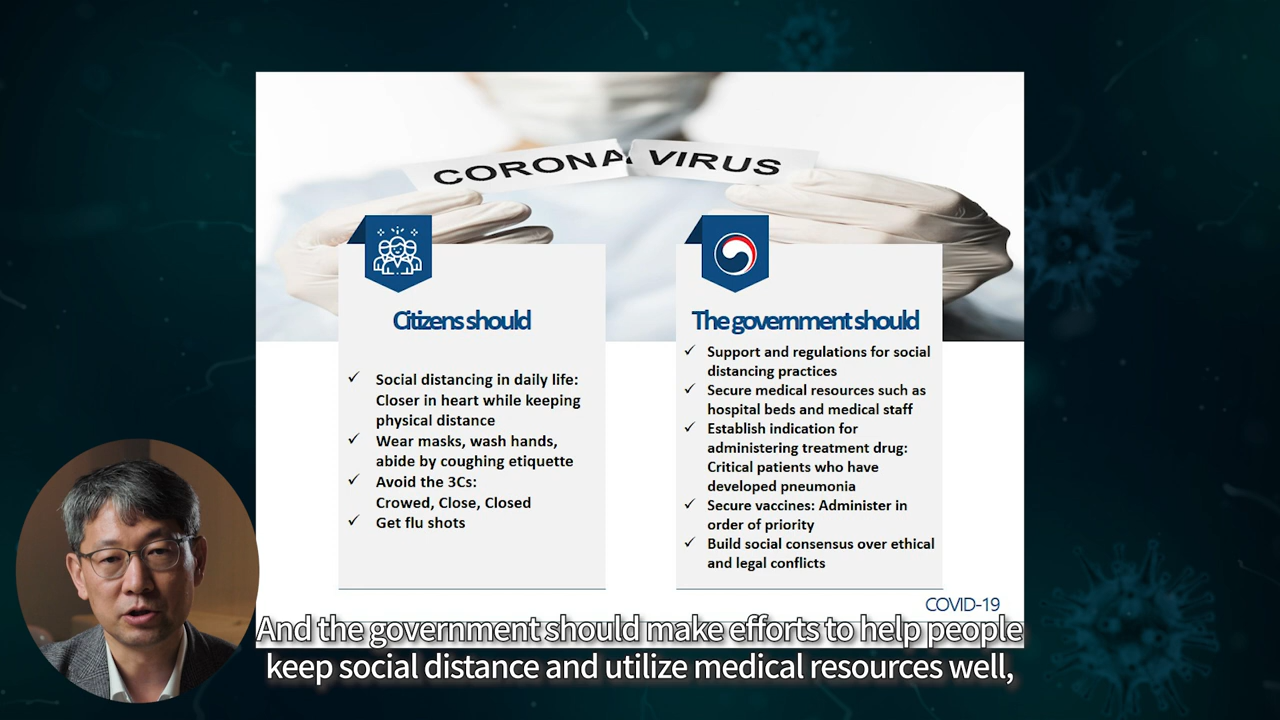 CORONA VIRUS
Citizens should
Social distancing in daily life:
Closer in heart while keeping
physical distance
Wear masks, wash hands,
abide by coughing etiquette
Avoid the 3Cs:
Crowed, Close, Closed
Get flu shots
The government should
Support and regulations for social
distancing practices
Secure medical resources such as
hospital beds and medical staff
Establish indication for
administering treatment drug:
Critical patients who have
developed pneumonia
Secure vaccines: Administer in
order of priority
Build social consensus over ethical
and legal conflicts
COVID-19
And the government should make efforts to help people
keep social distance and utilize medical resources well,